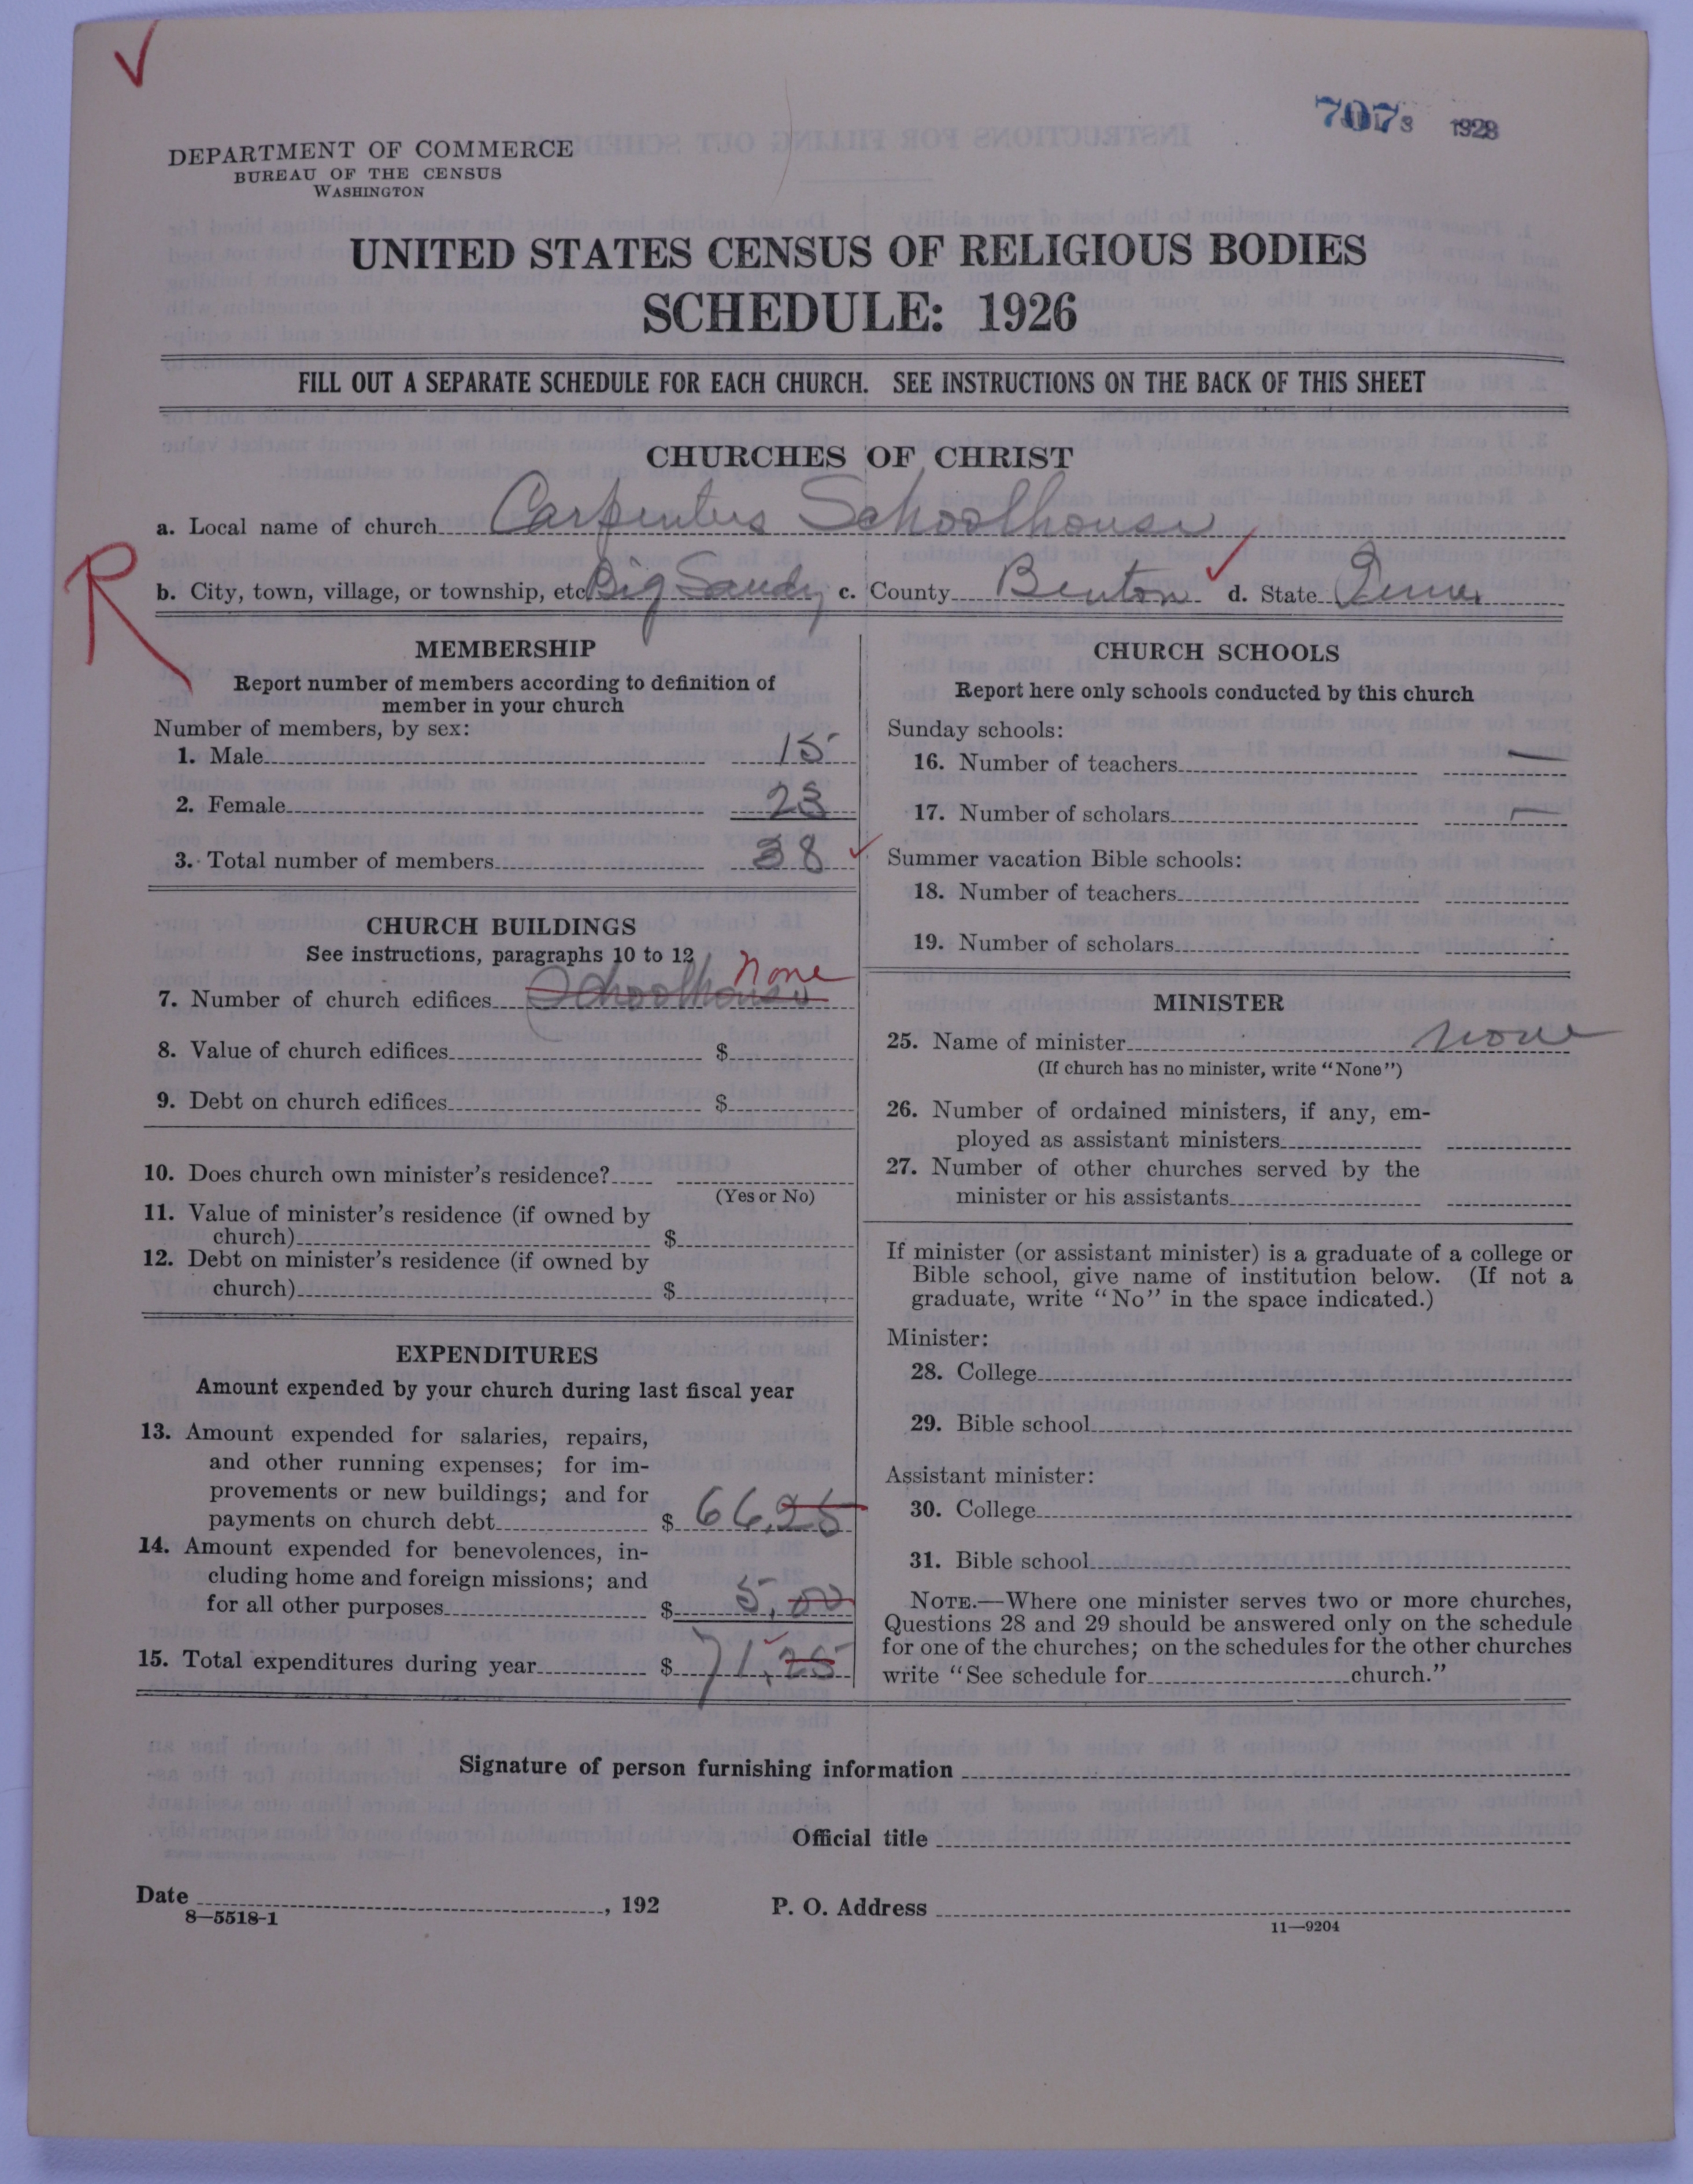 7073 1928
DEPARTMENT OF COMMERCE
BUREAU OF THE CENSUS
WASHINGTON
UNITED STATES CENSUS OF RELIGIOUS BODIES
SCHEDULE: 1926
FILL OUT A SEPARATE SCHEDULE FOR EACH CHURCH. SEE INSTRUCTIONS ON THE BACK OF THIS SHEET
CHURCHES OF CHRIST
a. Local name of church Carpenters Schoolhouse
R
b. City, town, village, or township, etc. Big Sandy c. County Benton d. State Tenn
MEMBERSHIP
Report number of members according to definition of
member in your church
Number of members, by sex:
1. Male 15
2. Female 23
3. Total number of members 38
CHURCH BUILDINGS
See instructions, paragraphs 10 to 12
None
7. Number of church edifices Schoolhouse
8. Value of church edifices $
9. Debt on church edifices $
10. Does church own minister's residence?
(Yes or No)
11. Value of minister's residence (if owned by
church) $
12. Debt on minister's residence (if owned by
church) $
EXPENDITURES
Amount expended by your church during last fiscal year
13. Amount expended for salaries, repairs,
and other running expenses; for im-
provements or new buildings; and for
payments on church debt $ 66.25
14. Amount expended for benevolences, in-
cluding home and foreign missions; and
for all other purposes $ 5.00
15. Total expenditures during year $ 71.25
CHURCH SCHOOLS
Report here only schools conducted by this church
Sunday schools:
16. Number of teachers —
17. Number of scholars —
Summer vacation Bible schools:
18. Number of teachers
19. Number of scholars
MINISTER
25. Name of minister none
(If church has no minister, write "None")
26. Number of ordained ministers, if any, em-
ployed as assistant ministers
27. Number of other churches served by the
minister or his assistants
If minister (or assistant minister) is a graduate of a college or
Bible school, give name of institution below. (If not a
graduate, write "No" in the space indicated.)
Minister:
28. College
29. Bible school
Assistant minister:
30. College
31. Bible school
NOTE.—Where one minister serves two or more churches,
Questions 28 and 29 should be answered only on the schedule
for one of the churches; on the schedules for the other churches
write "See schedule for church."
Signature of person furnishing information
Official title
Date , 192 P. O. Address
8—5518-1
11—9204